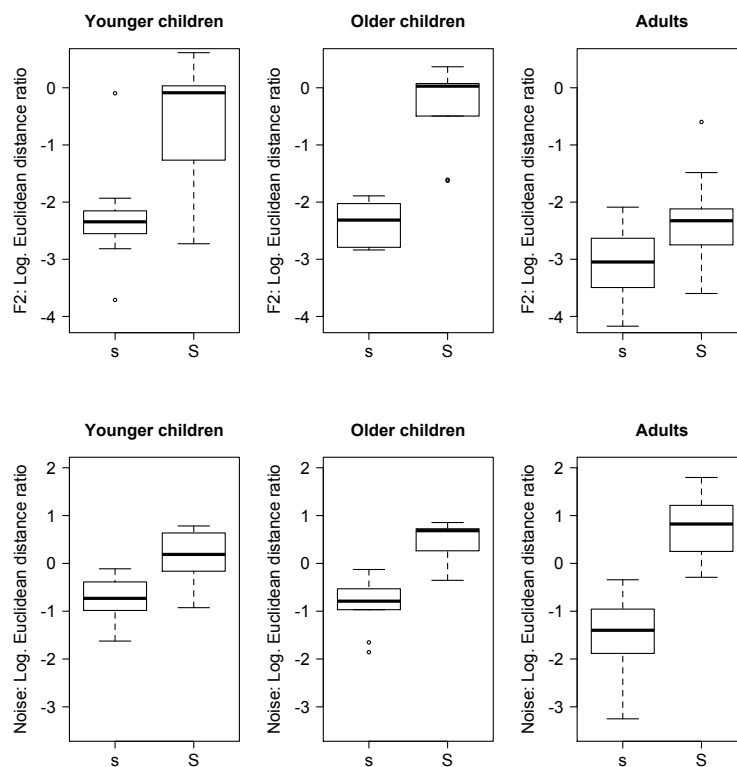 Younger children
Older children
Adults
F2: Log. Euclidean distance ratio
0
-1
-2
-3
-4
s
S
F2: Log. Euclidean distance ratio
0
-1
-2
-3
-4
s
S
F2: Log. Euclidean distance ratio
0
-1
-2
-3
-4
s
S
Younger children
Older children
Adults
Noise: Log. Euclidean distance ratio
2
1
0
-1
-2
-3
s
S
Noise: Log. Euclidean distance ratio
2
1
0
-1
-2
-3
s
S
Noise: Log. Euclidean distance ratio
2
1
0
-1
-2
-3
s
S